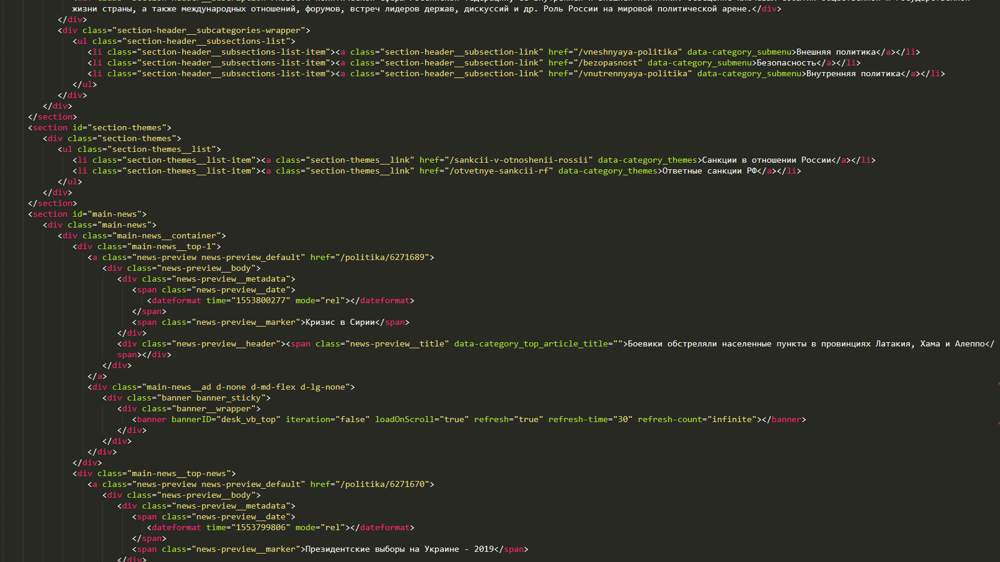 жизни страны, а также международных отношений, форумов, встреч лидеров держав, дискуссий и др. Роль России на мировой политической арене.</div>
</div>
<div class="section-header__subcategories-wrapper">
<ul class="section-header__subsections-list">
<li class="section-header__subsections-list-item"><a class="section-header__subsection-link" href="/vneshnyaya-politika" data-category_submenu>Внешняя политика</a></li>
<li class="section-header__subsections-list-item"><a class="section-header__subsection-link" href="/bezopasnost" data-category_submenu>Безопасность</a></li>
<li class="section-header__subsections-list-item"><a class="section-header__subsection-link" href="/vnutrennyaya-politika" data-category_submenu>Внутренняя политика</a></li>
</ul>
</div>
</div>
</section>
<section id="section-themes">
<div class="section-themes">
<ul class="section-themes__list">
<li class="section-themes__list-item"><a class="section-themes__link" href="/sankcii-v-otnoshenii-rossii" data-category_themes>Санкции в отношении России</a></li>
<li class="section-themes__list-item"><a class="section-themes__link" href="/otvetnye-sankcii-rf" data-category_themes>Ответные санкции РФ</a></li>
</ul>
</div>
</section>
<section id="main-news">
<div class="main-news">
<div class="main-news__container">
<div class="main-news__top-1">
<a class="news-preview news-preview_default" href="/politika/6271689">
<div class="news-preview__body">
<div class="news-preview__metadata">
<span class="news-preview__date">
<dateformat time="1553800277" mode="rel"></dateformat>
</span>
<span class="news-preview__marker">Кризис в Сирии</span>
</div>
<div class="news-preview__header"><span class="news-preview__title" data-category_top_article_title="">Боевики обстреляли населенные пункты в провинциях Латакия, Хама и Алеппо</
span></div>
</div>
</a>
<div class="main-news__ad d-none d-md-flex d-lg-none">
<div class="banner banner_sticky">
<div class="banner__wrapper">
<banner bannerID="desk_vb_top" iteration="false" loadOnScroll="true" refresh="true" refresh-time="30" refresh-count="infinite"></banner>
</div>
</div>
</div>
</div>
<div class="main-news__top-news">
<a class="news-preview news-preview_default" href="/politika/6271670">
<div class="news-preview__body">
<div class="news-preview__metadata">
<span class="news-preview__date">
<dateformat time="1553799806" mode="rel"></dateformat>
</span>
<span class="news-preview__marker">Президентские выборы на Украине - 2019</span>
</div>